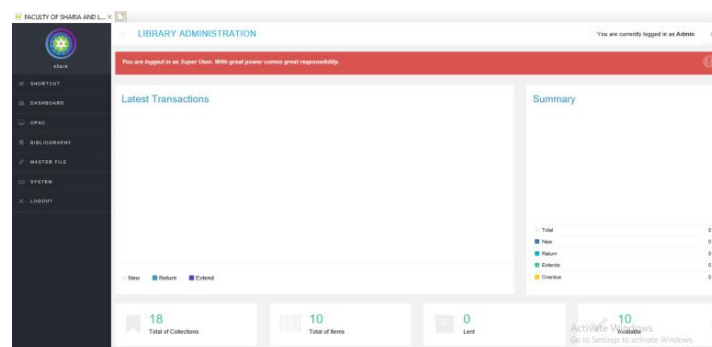 FACULTY OF SHARIA AND L...
LIBRARY ADMINISTRATION
You are currently logged in as Admin
ADMIN
You are logged in as Super User. With great power comes great responsibility.
SHORTCUT
DASHBOARD
OPAC
BIBLIOGRAPHY
MASTER FILE
SYSTEM
LOGOUT
Latest Transactions
New Return Extend
Summary
Total 0
New 0
Return 0
Extends 0
Overdue 0
18
Total of Collections
10
Total of Items
0
Lent
10
Available
Activate Windows
Go to Settings to activate Windows.